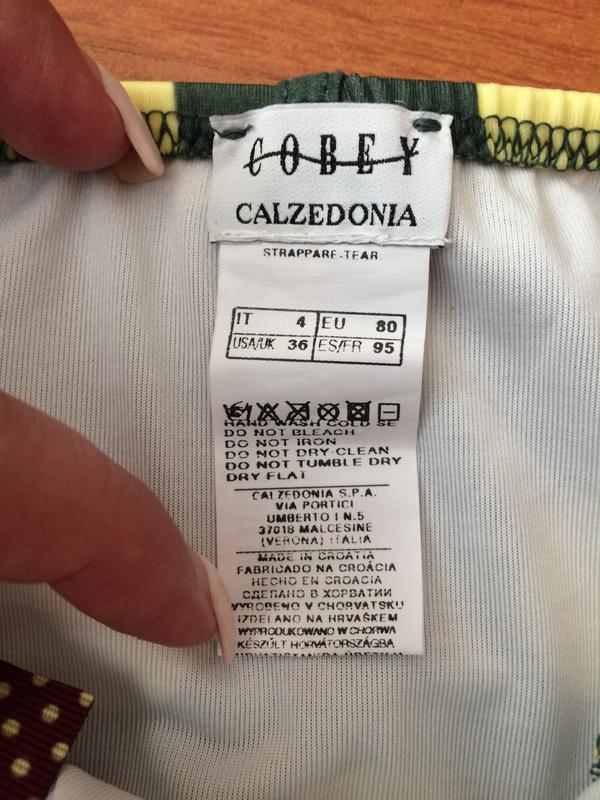 COBEY
CALZEDONIA
STRAPPARE-TEAR
IT 4 EU 80
USA/UK 36 ES/FR 95
HAND WASH COLD SE
DO NOT BLEACH
DO NOT IRON
DO NOT DRY-CLEAN
DO NOT TUMBLE DRY
DRY FLAT
CALZEDONIA S.P.A.
VIA PORTICI
UMBERTO I N.5
37018 MALCESINE
(VERONA) ITALIA
MADE IN CROATIA
FABRICADO NA CROÁCIA
HECHO EN CROACIA
СДЕЛАНО В ХОРВАТИИ
VYROBENO V CHORVATSKU
IZDELANO NA HRVAŠKEM
WYPRODUKOWANO W CHORWA
KÉSZÜLT HORVÁTORSZÁGBA